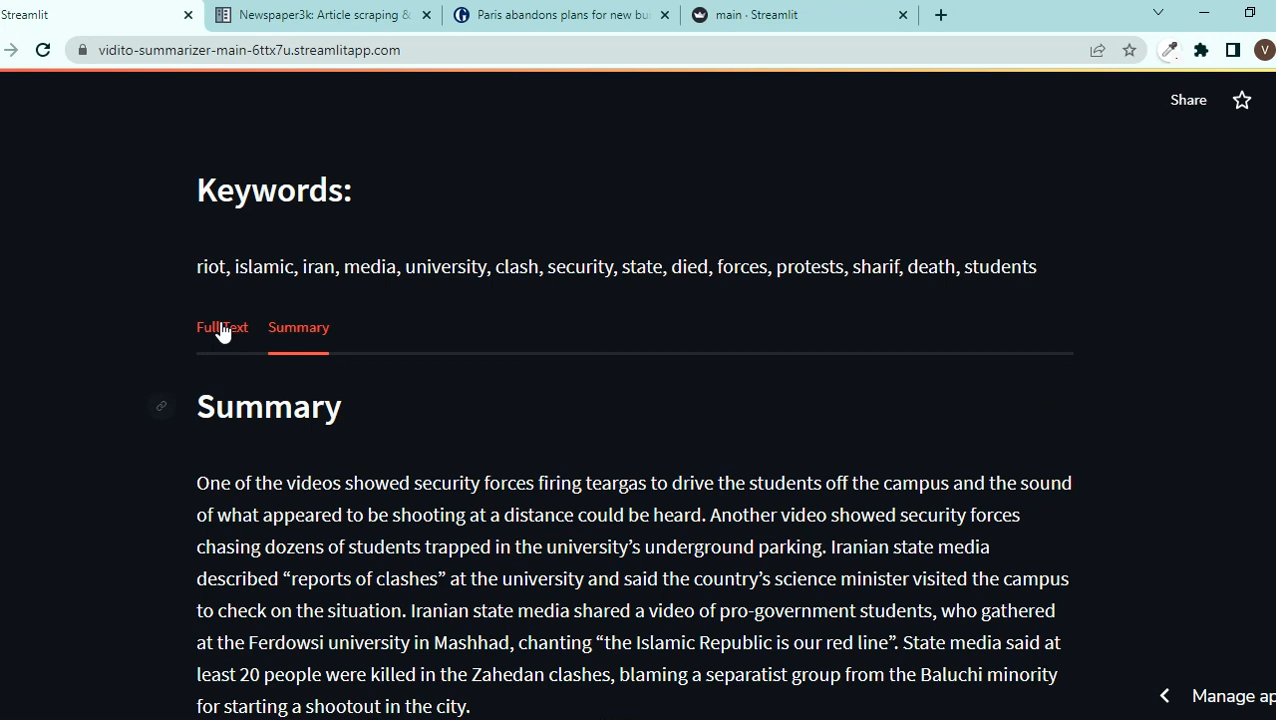 Streamlit
Newspaper3k: Article scraping &
Paris abandons plans for new bui
main · Streamlit
vidito-summarizer-main-6ttx7u.streamlitapp.com
V
Share
Keywords:
riot, islamic, iran, media, university, clash, security, state, died, forces, protests, sharif, death, students
Full Text
Summary
Summary
One of the videos showed security forces firing teargas to drive the students off the campus and the sound
of what appeared to be shooting at a distance could be heard. Another video showed security forces
chasing dozens of students trapped in the university’s underground parking. Iranian state media
described “reports of clashes” at the university and said the country’s science minister visited the campus
to check on the situation. Iranian state media shared a video of pro-government students, who gathered
at the Ferdowsi university in Mashhad, chanting “the Islamic Republic is our red line”. State media said at
least 20 people were killed in the Zahedan clashes, blaming a separatist group from the Baluchi minority
for starting a shootout in the city.
Manage ap